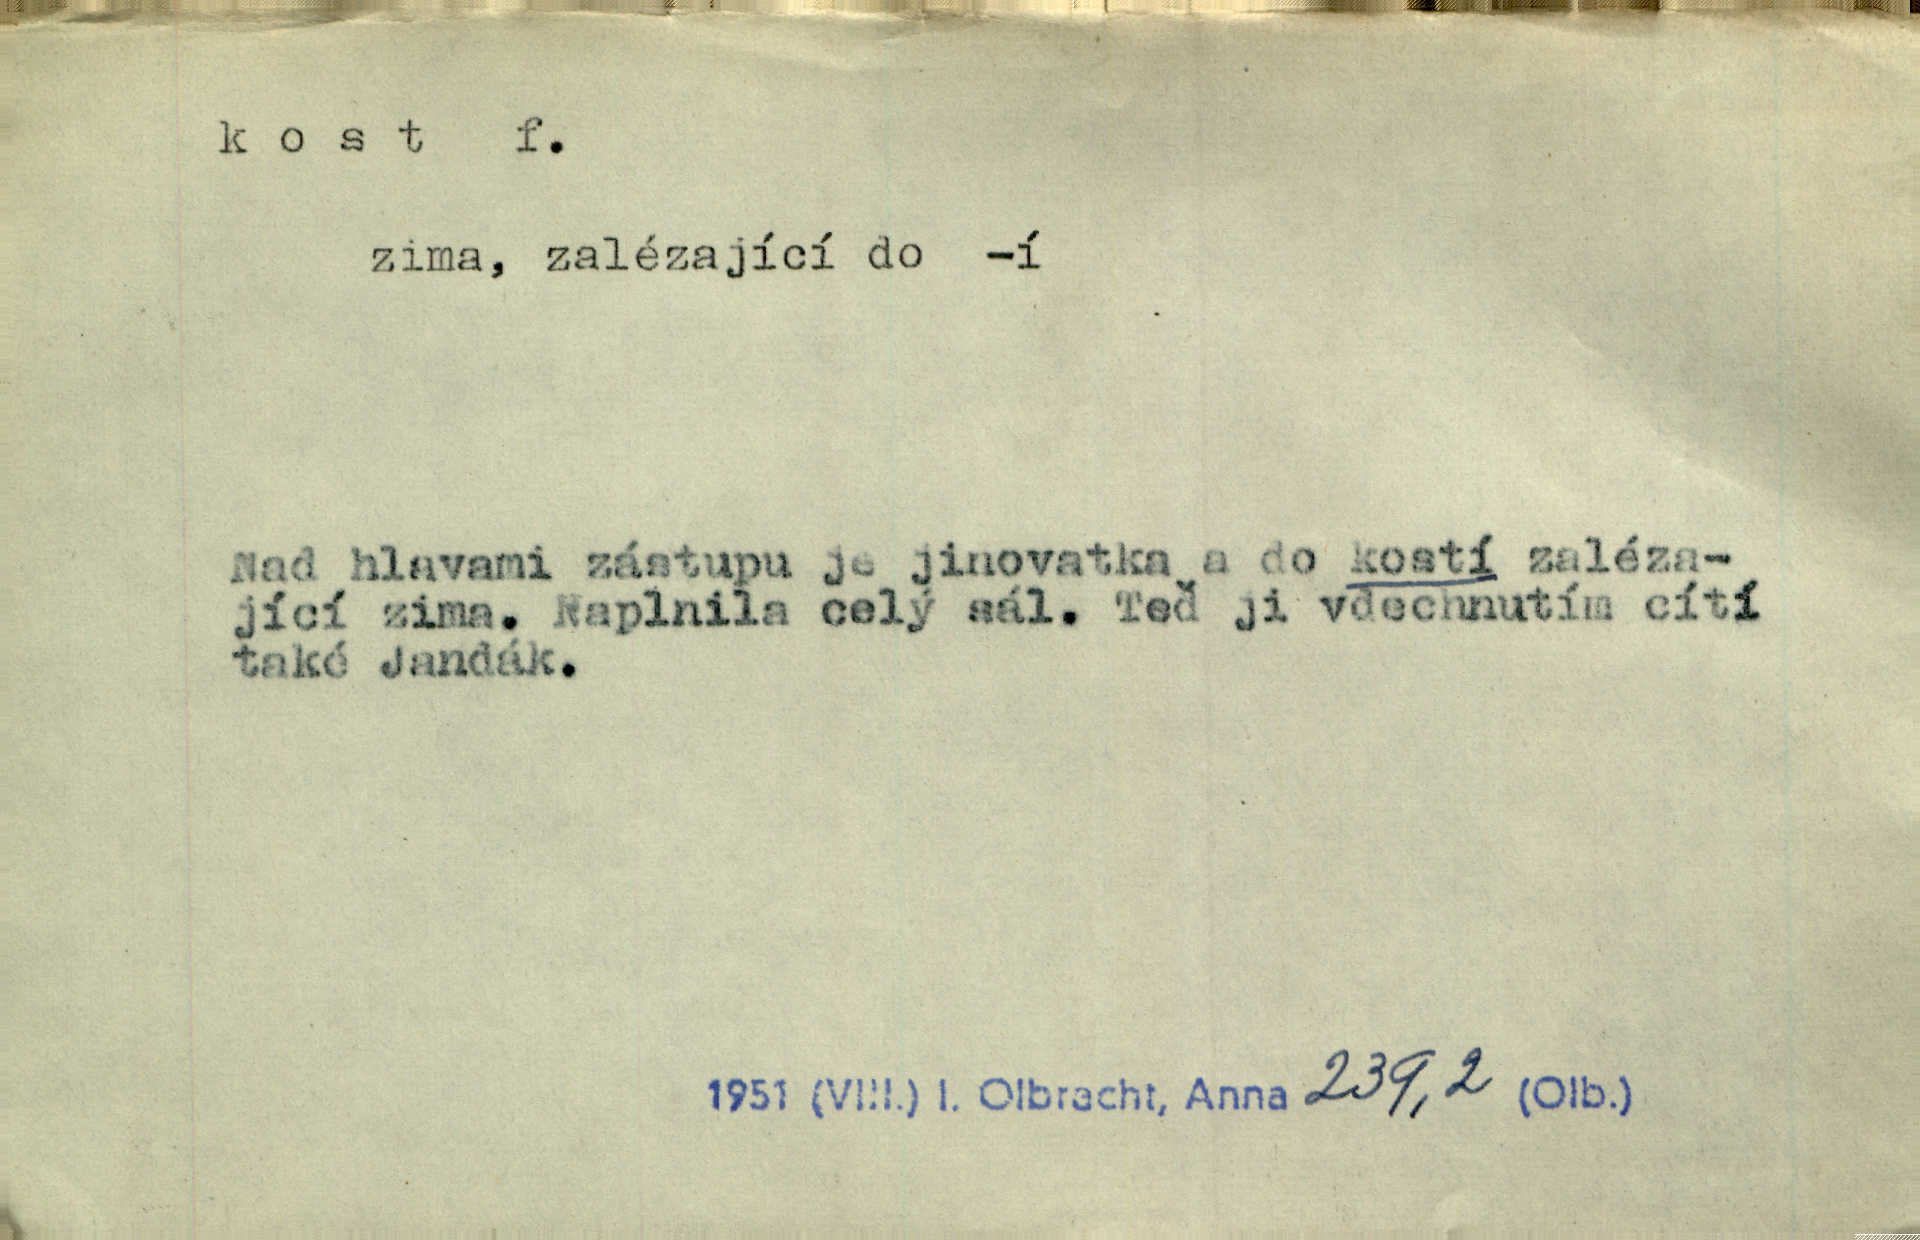 k o s t f.
zima, zalézající do -í
Nad hlavami zástupu je jinovatka a do kostí zaléza-
jící zima. Naplnila celý sál. Teď ji vdechnutím cítí
také Jandák.
1951 (VIII.) I. Olbracht, Anna 239,2 (Olb.)